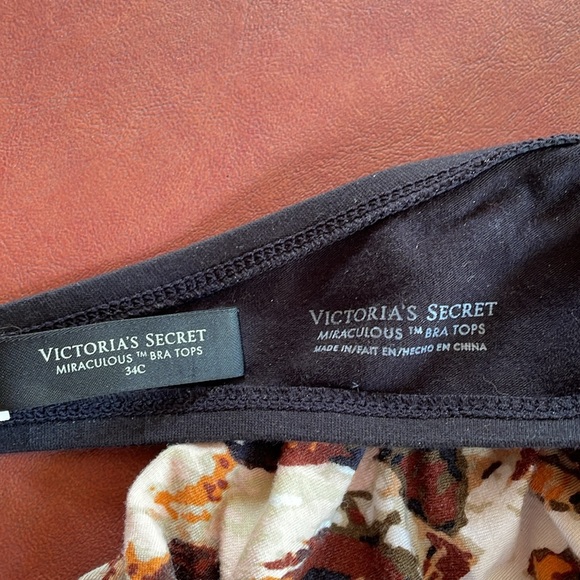 VICTORIA'S SECRET
MIRACULOUS ™ BRA TOPS
34C
VICTORIA'S SECRET
MIRACULOUS ™ BRA TOPS
MADE IN/FAIT EN/HECHO EN CHINA